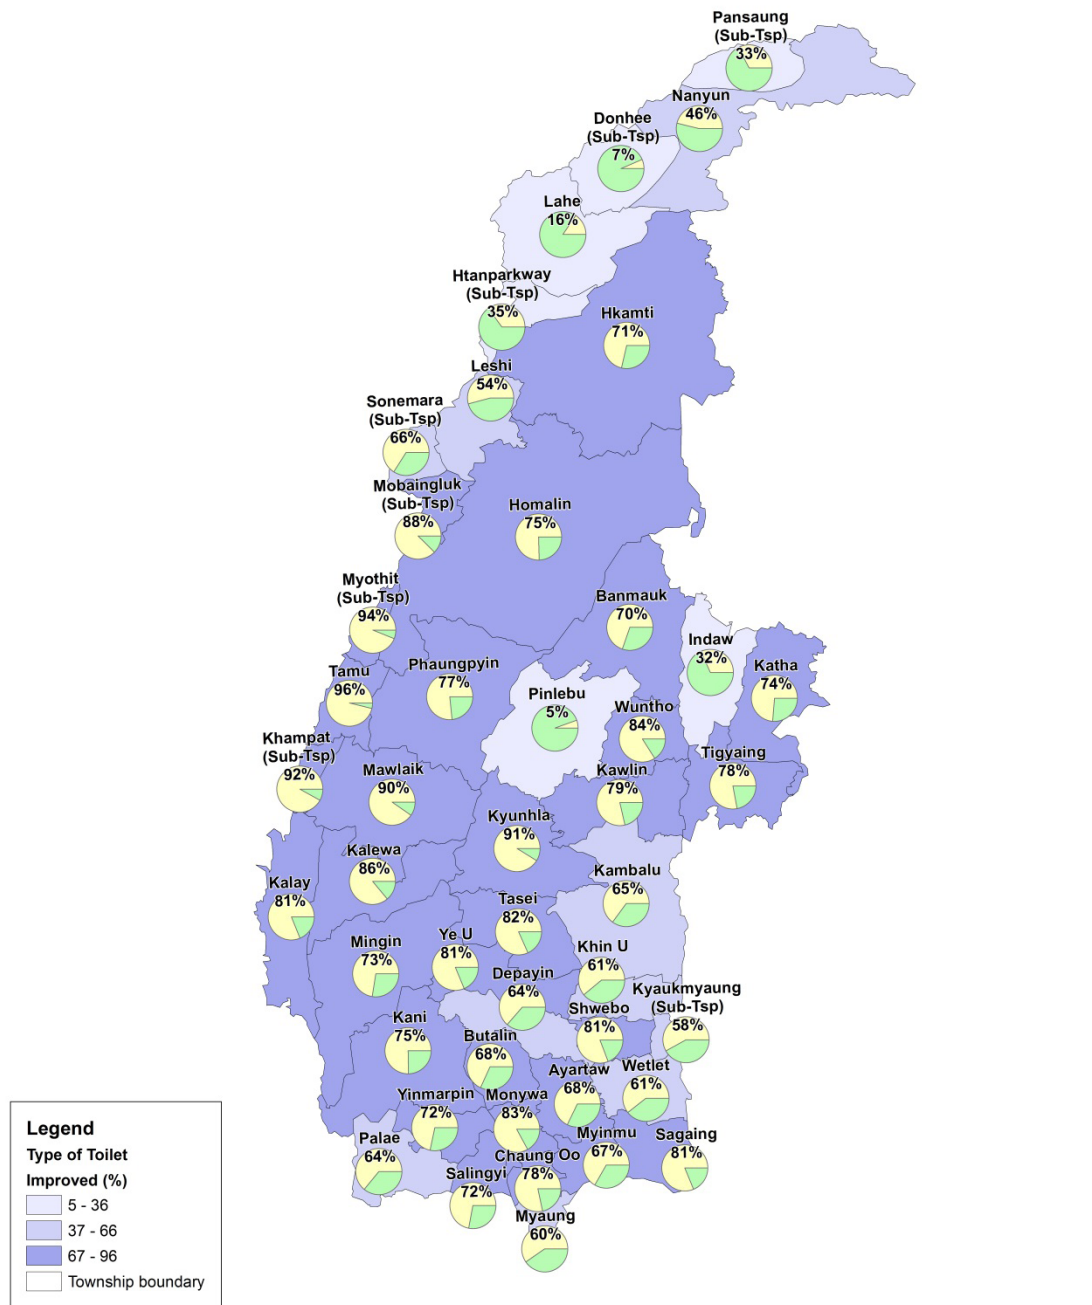 Pansaung
(Sub-Tsp)
33%
Nanyun
46%
Donhee
(Sub-Tsp)
7%
Lahe
16%
Htanparkway
(Sub-Tsp)
35%
Hkamti
71%
Leshi
54%
Sonemara
(Sub-Tsp)
66%
Mobaingluk
(Sub-Tsp)
88%
Homalin
75%
Myothit
(Sub-Tsp)
94%
Banmauk
70%
Indaw
32%
Katha
74%
Tamu
96%
Phaungpyin
77%
Pinlebu
5%
Wuntho
84%
Khampat
(Sub-Tsp)
92%
Mawlaik
90%
Kawlin
79%
Tigyaing
78%
Kyunhla
91%
Kalewa
86%
Kalay
81%
Kambalu
65%
Tasei
82%
Mingin
73%
Ye U
81%
Khin U
61%
Depayin
64%
Kyaukmyaung
(Sub-Tsp)
58%
Shwebo
81%
Kani
75%
Butalin
68%
Ayartaw
68%
Wetlet
61%
Yinmarpin
72%
Monywa
83%
Palae
64%
Myinmu
67%
Sagaing
81%
Chaung Oo
78%
Salingyi
72%
Myaung
60%
Legend
Type of Toilet
Improved (%)
5 - 36
37 - 66
67 - 96
Township boundary